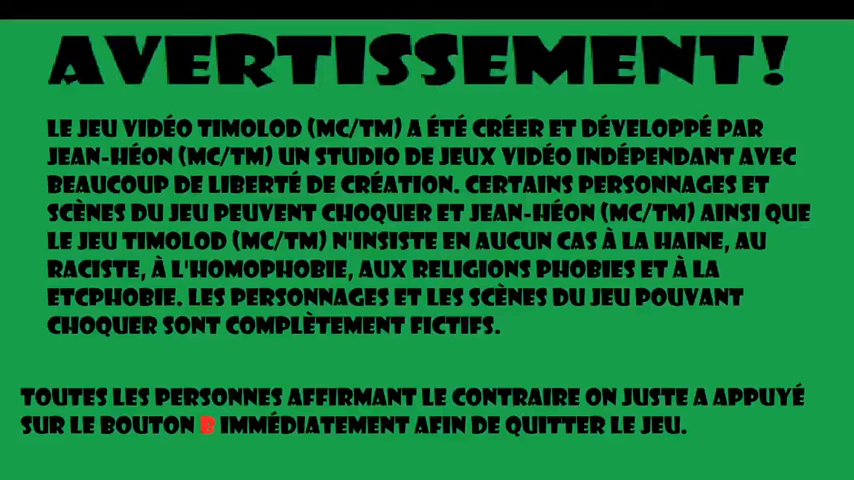 AVERTISSEMENT!
LE JEU VIDÉO TIMOLOD (MC/TM) A ÉTÉ CRÉER ET DÉVELOPPÉ PAR
JEAN-HÉON (MC/TM) UN STUDIO DE JEUX VIDÉO INDÉPENDANT AVEC
BEAUCOUP DE LIBERTÉ DE CRÉATION. CERTAINS PERSONNAGES ET
SCÈNES DU JEU PEUVENT CHOQUER ET JEAN-HÉON (MC/TM) AINSI QUE
LE JEU TIMOLOD (MC/TM) N'INSISTE EN AUCUN CAS À LA HAINE, AU
RACISTE, À L'HOMOPHOBIE, AUX RELIGIONS PHOBIES ET À LA
ETCPHOBIE. LES PERSONNAGES ET LES SCÈNES DU JEU POUVANT
CHOQUER SONT COMPLÈTEMENT FICTIFS.
TOUTES LES PERSONNES AFFIRMANT LE CONTRAIRE ON JUSTE A APPUYÉ
SUR LE BOUTON B IMMÉDIATEMENT AFIN DE QUITTER LE JEU.